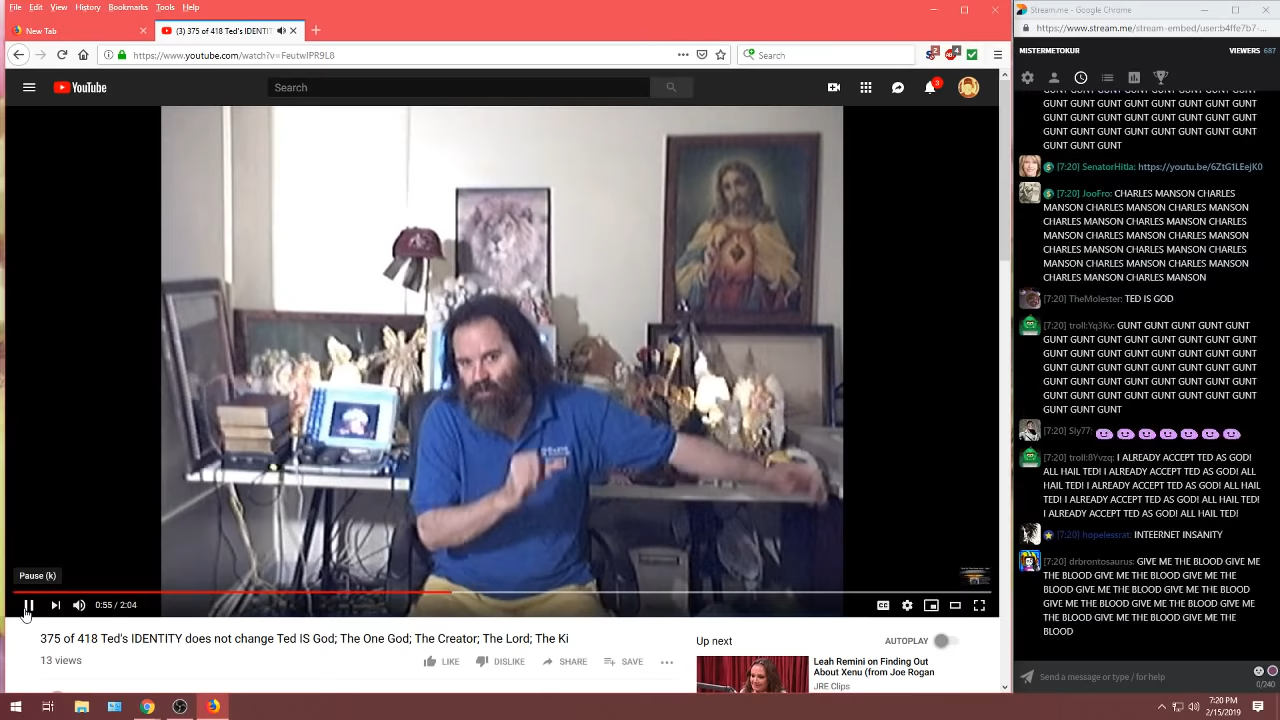 File Edit View History Bookmarks Tools Help
Stream.me - Google Chrome
New Tab
(3) 375 of 418 Ted's IDENTIT
https://www.stream.me/stream-embed/user:b4ffe7b7-...
https://www.youtube.com/watch?v=FeutwIPR9L8
Search
MISTERMETOKUR
VIEWERS 687
YouTube
Search
3
GUNT GUNT GUNT GUNT GUNT GUNT GUNT
GUNT GUNT GUNT GUNT GUNT GUNT GUNT
GUNT GUNT GUNT GUNT GUNT GUNT GUNT
GUNT GUNT GUNT GUNT GUNT GUNT GUNT
GUNT GUNT GUNT
[7:20] SenatorHitla: https://youtu.be/6ZtG1LEejK0
[7:20] JooFro: CHARLES MANSON CHARLES
MANSON CHARLES MANSON CHARLES MANSON
CHARLES MANSON CHARLES MANSON CHARLES
MANSON CHARLES MANSON CHARLES MANSON
CHARLES MANSON CHARLES MANSON CHARLES
MANSON CHARLES MANSON CHARLES MANSON
CHARLES MANSON CHARLES MANSON
[7:20] TheMolester: TED IS GOD
[7:20] troll:Yq3Kv: GUNT GUNT GUNT GUNT GUNT
GUNT GUNT GUNT GUNT GUNT GUNT GUNT
GUNT GUNT GUNT GUNT GUNT GUNT GUNT
GUNT GUNT GUNT GUNT GUNT GUNT GUNT
GUNT GUNT GUNT GUNT GUNT GUNT GUNT
GUNT GUNT GUNT GUNT GUNT GUNT GUNT
GUNT GUNT GUNT
[7:20] Sly77:
[7:20] troll:8Yvzq: I ALREADY ACCEPT TED AS GOD!
ALL HAIL TED! I ALREADY ACCEPT TED AS GOD! ALL
HAIL TED! I ALREADY ACCEPT TED AS GOD! ALL HAIL
TED! I ALREADY ACCEPT TED AS GOD! ALL HAIL TED!
I ALREADY ACCEPT TED AS GOD! ALL HAIL TED!
[7:20] hopelessrat: INTEERNET INSANITY
[7:20] drbrontosaurus: GIVE ME THE BLOOD GIVE ME
THE BLOOD GIVE ME THE BLOOD GIVE ME THE
BLOOD GIVE ME THE BLOOD GIVE ME THE BLOOD
GIVE ME THE BLOOD GIVE ME THE BLOOD GIVE ME THE
BLOOD
Pause (k)
0:55 / 2:04
375 of 418 Ted's IDENTITY does not change Ted IS God; The One God; The Creator; The Lord; The Ki
13 views
LIKE DISLIKE SHARE SAVE
Up next
AUTOPLAY
Leah Remini on Finding Out
About Xenu (from Joe Rogan
JRE Clips
Send a message or type / for help
0/240
7:20 PM
2/15/2019